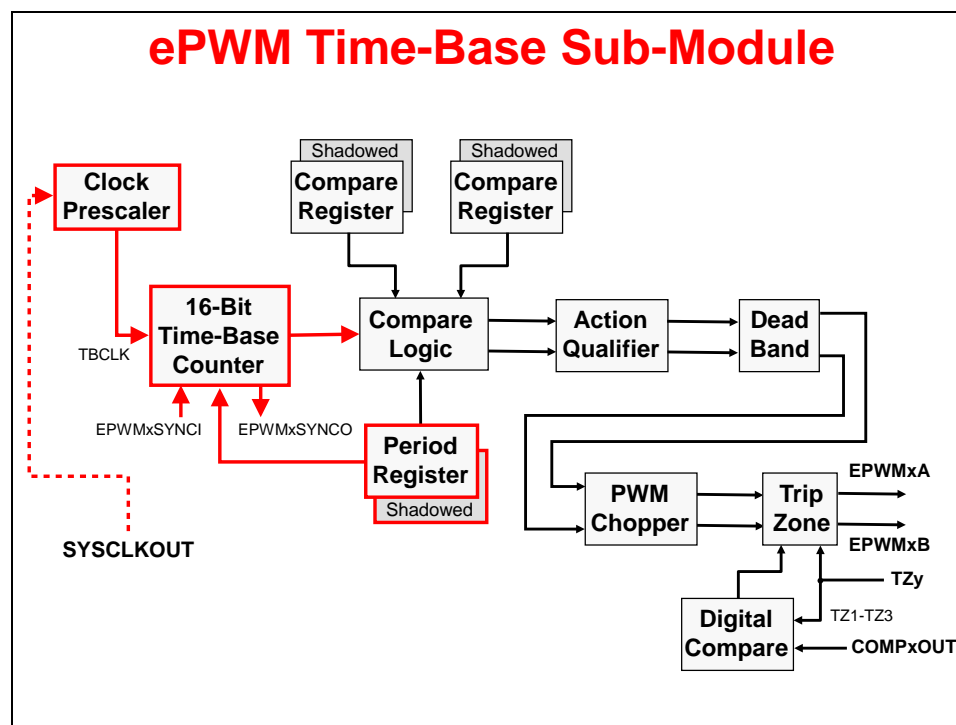 ePWM Time-Base Sub-Module
Shadowed
Compare
Register
Shadowed
Compare
Register
Clock
Prescaler
16-Bit
Time-Base
Counter
TBCLK
Compare
Logic
Action
Qualifier
Dead
Band
EPWMxSYNCI
EPWMxSYNCO
Period
Register
Shadowed
SYSCLKOUT
PWM
Chopper
Trip
Zone
EPWMxA
EPWMxB
TZy
TZ1-TZ3
Digital
Compare
COMPxOUT